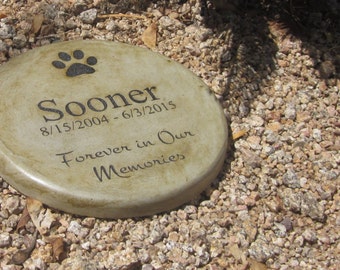 Sooner
8/15/2004 - 6/3/2015
Forever in Our
Memories